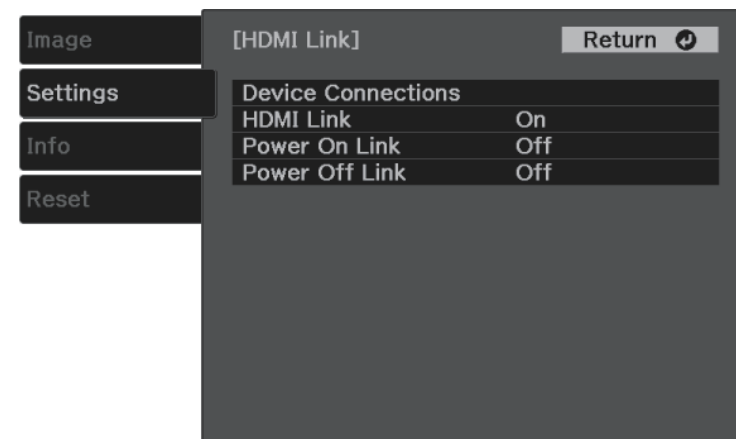 Image
Settings
Info
Reset
[HDMI Link]
Return
Device Connections
HDMI Link On
Power On Link Off
Power Off Link Off